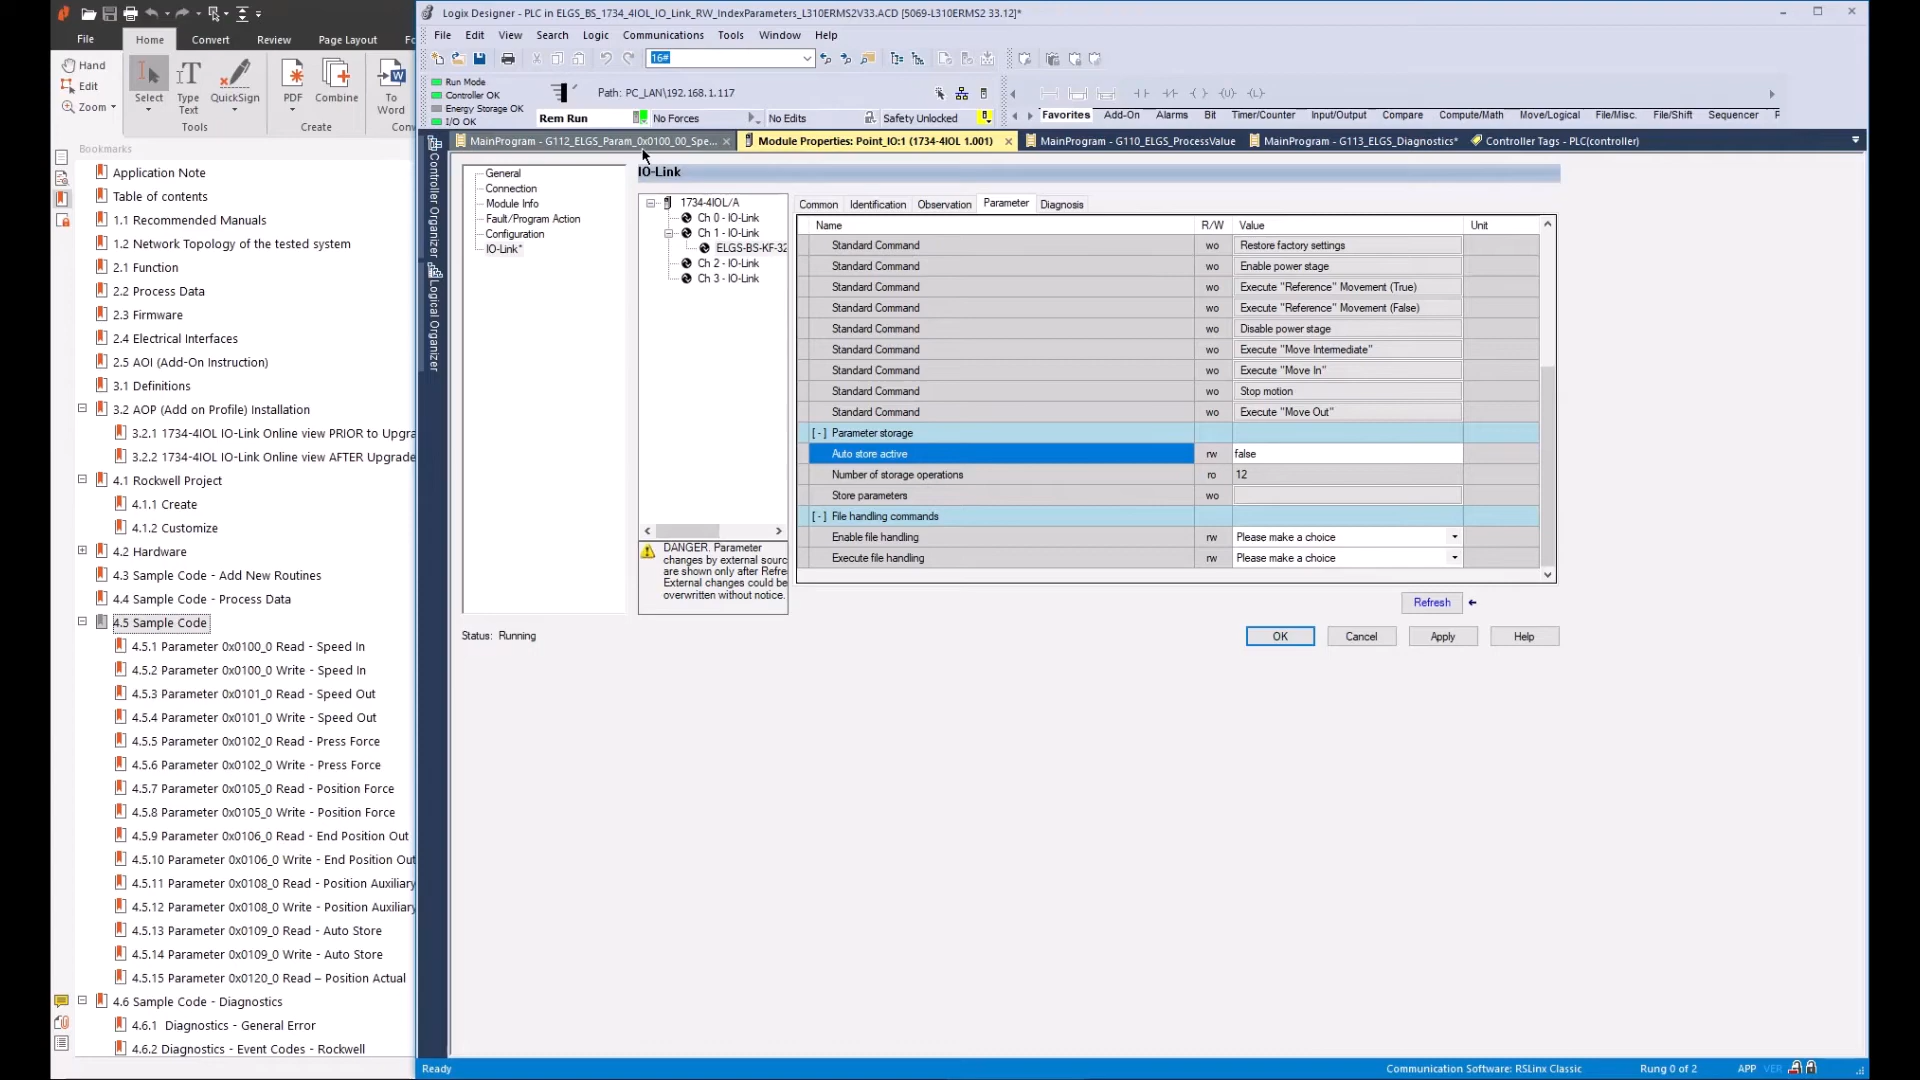 Logix Designer - PLC in ELGS_BS_1734_4IOL_IO_Link_RW_IndexParameters_L310ERMS2V33.ACD [5069-L310ERMS2 33.12]*
File Home Convert Review Page Layout
File Edit View Search Logic Communications Tools Window Help
Hand
Edit
Zoom
Select
Type Text
QuickSign
PDF
Combine
To Word
Tools
Create
16#
Run Mode
Controller OK
Energy Storage OK
I/O OK
Path: PC_LAN\192.168.1.117
Rem Run
No Forces
No Edits
Safety Unlocked
Favorites Add-On Alarms Bit Timer/Counter Input/Output Compare Compute/Math Move/Logical File/Misc. File/Shift Sequencer
MainProgram - G112_ELGS_Param_0x0100_00_Spe...
Module Properties: Point_IO:1 (1734-4IOL 1.001)
MainProgram - G110_ELGS_ProcessValue
MainProgram - G113_ELGS_Diagnostics*
Controller Tags - PLC(controller)
Bookmarks
Application Note
Table of contents
1.1 Recommended Manuals
1.2 Network Topology of the tested system
2.1 Function
2.2 Process Data
2.3 Firmware
2.4 Electrical Interfaces
2.5 AOI (Add-On Instruction)
3.1 Definitions
3.2 AOP (Add on Profile) Installation
3.2.1 1734-4IOL IO-Link Online view PRIOR to Upgra
3.2.2 1734-4IOL IO-Link Online view AFTER Upgrade
4.1 Rockwell Project
4.1.1 Create
4.1.2 Customize
4.2 Hardware
4.3 Sample Code - Add New Routines
4.4 Sample Code - Process Data
4.5 Sample Code
4.5.1 Parameter 0x0100_0 Read - Speed In
4.5.2 Parameter 0x0100_0 Write - Speed In
4.5.3 Parameter 0x0101_0 Read - Speed Out
4.5.4 Parameter 0x0101_0 Write - Speed Out
4.5.5 Parameter 0x0102_0 Read - Press Force
4.5.6 Parameter 0x0102_0 Write - Press Force
4.5.7 Parameter 0x0105_0 Read - Position Force
4.5.8 Parameter 0x0105_0 Write - Position Force
4.5.9 Parameter 0x0106_0 Read - End Position Out
4.5.10 Parameter 0x0106_0 Write - End Position Out
4.5.11 Parameter 0x0108_0 Read - Position Auxiliary
4.5.12 Parameter 0x0108_0 Write - Position Auxiliary
4.5.13 Parameter 0x0109_0 Read - Auto Store
4.5.14 Parameter 0x0109_0 Write - Auto Store
4.5.15 Parameter 0x0120_0 Read – Position Actual
4.6 Sample Code - Diagnostics
4.6.1 Diagnostics - General Error
4.6.2 Diagnostics - Event Codes - Rockwell
Controller Organizer
Logical Organizer
General
Connection
Module Info
Fault/Program Action
Configuration
IO-Link*
IO-Link
1734-4IOL/A
Ch 0 - IO-Link
Ch 1 - IO-Link
ELGS-BS-KF-32
Ch 2 - IO-Link
Ch 3 - IO-Link
DANGER. Parameter
changes by external sourc
are shown only after Refre
External changes could be
overwritten without notice.
Common Identification Observation Parameter Diagnosis
Name R/W Value Unit
Standard Command wo Restore factory settings
Standard Command wo Enable power stage
Standard Command wo Execute "Reference" Movement (True)
Standard Command wo Execute "Reference" Movement (False)
Standard Command wo Disable power stage
Standard Command wo Execute "Move Intermediate"
Standard Command wo Execute "Move In"
Standard Command wo Stop motion
Standard Command wo Execute "Move Out"
[-] Parameter storage
Auto store active rw false
Number of storage operations ro 12
Store parameters wo
[-] File handling commands
Enable file handling rw Please make a choice
Execute file handling rw Please make a choice
Refresh
Status: Running
OK Cancel Apply Help
Ready
Communication Software: RSLinx Classic
Rung 0 of 2
APP VER